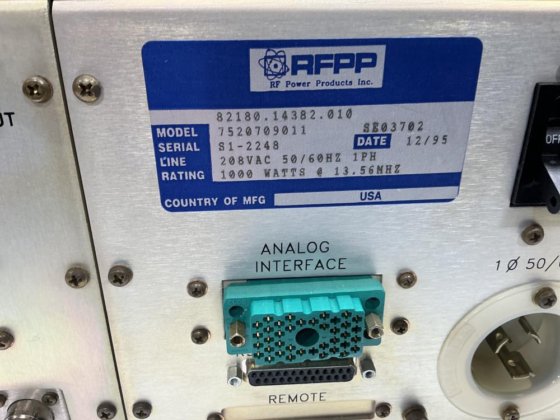 RFPP
RF Power Products Inc.
82180.14382.010
MODEL 7520709011 SE03702
SERIAL S1-2248 DATE 12/95
LINE 208VAC 50/60HZ 1PH
RATING 1000 WATTS @ 13.56MHZ
COUNTRY OF MFG USA
OFF
ANALOG
INTERFACE
1 Ø 50/
REMOTE